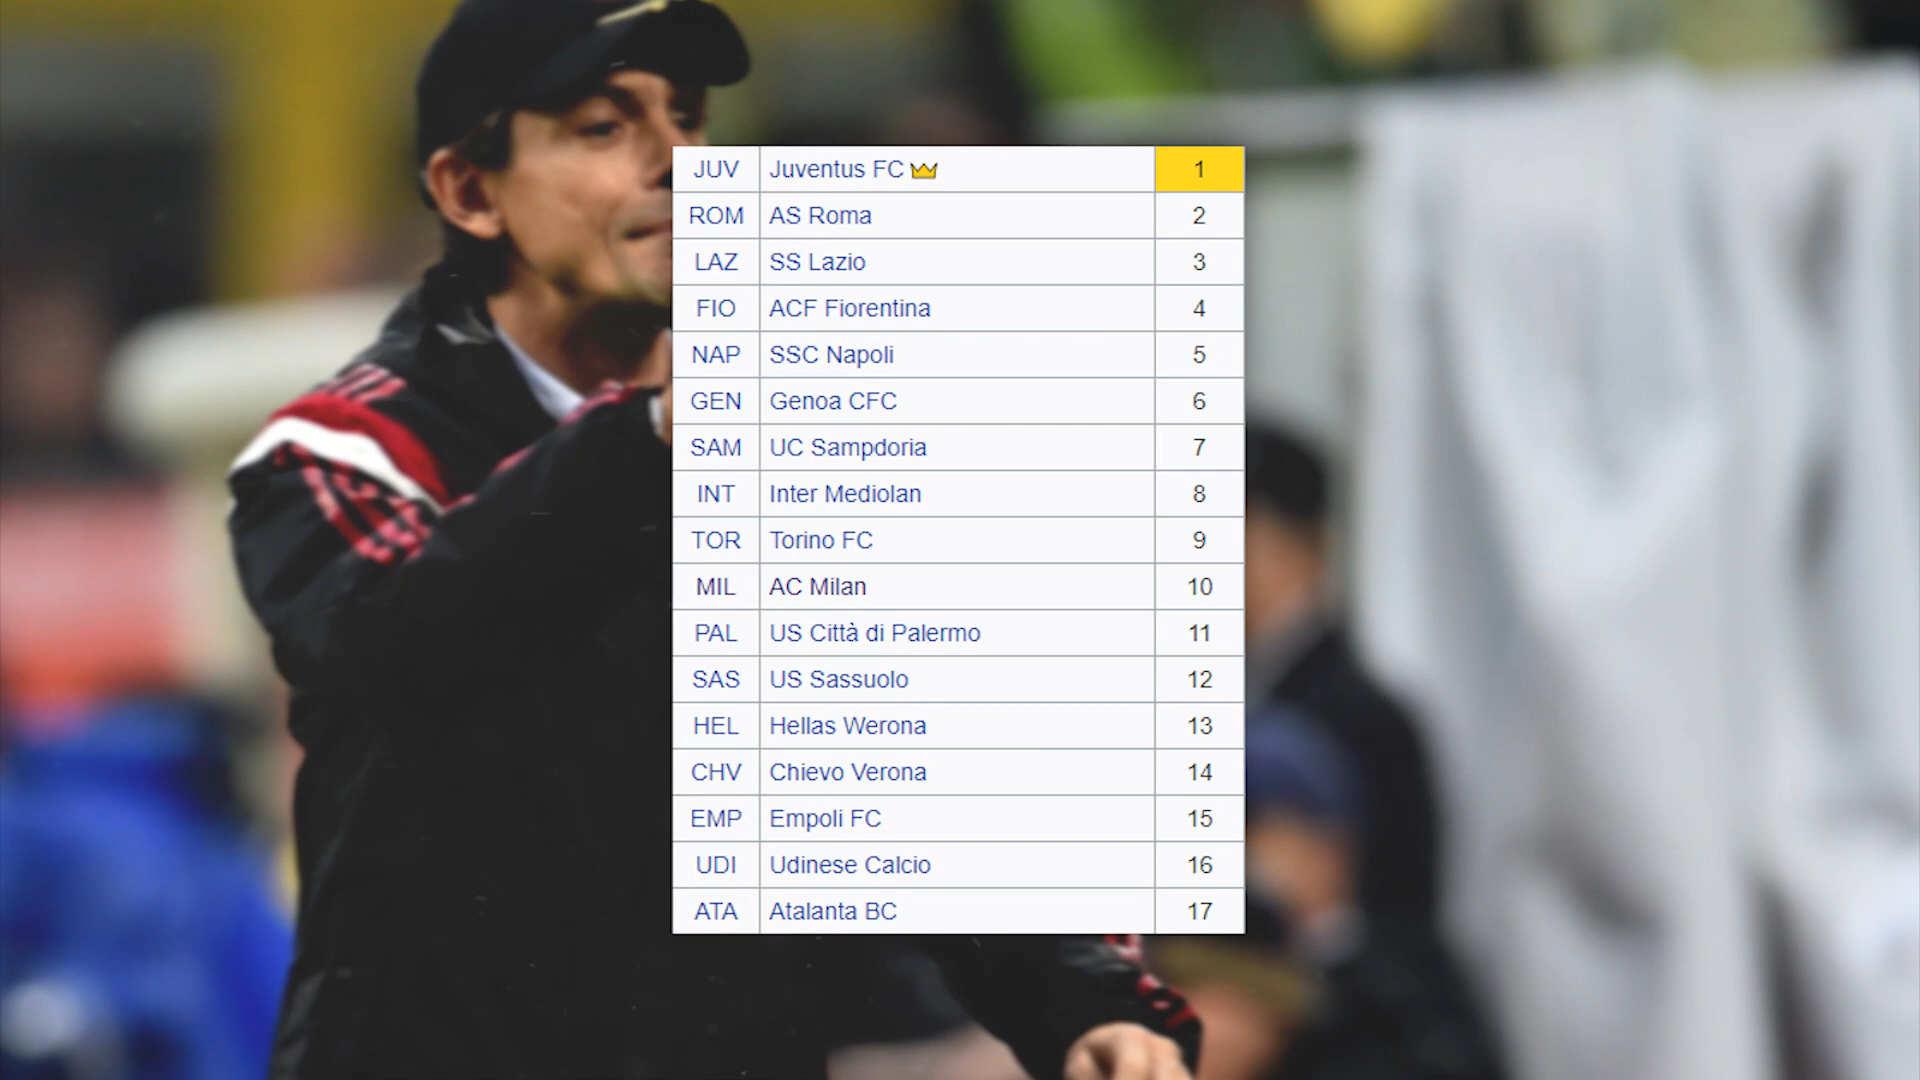 JUV Juventus FC 1
ROM AS Roma 2
LAZ SS Lazio 3
FIO ACF Fiorentina 4
NAP SSC Napoli 5
GEN Genoa CFC 6
SAM UC Sampdoria 7
INT Inter Mediolan 8
TOR Torino FC 9
MIL AC Milan 10
PAL US Città di Palermo 11
SAS US Sassuolo 12
HEL Hellas Werona 13
CHV Chievo Verona 14
EMP Empoli FC 15
UDI Udinese Calcio 16
ATA Atalanta BC 17